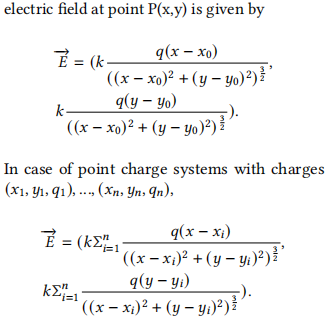 electric field at point P(x,y) is given by
$\overrightarrow{E} = (k \frac{q(x - x_0)}{((x - x_0)^2 + (y - y_0)^2)^{\frac{3}{2}}},$
$k \frac{q(y - y_0)}{((x - x_0)^2 + (y - y_0)^2)^{\frac{3}{2}}}).$
In case of point charge systems with charges
$(x_1, y_1, q_1), ..., (x_n, y_n, q_n),$
$\overrightarrow{E} = (k \Sigma_{i=1}^{n} \frac{q(x - x_i)}{((x - x_i)^2 + (y - y_i)^2)^{\frac{3}{2}}},$
$k \Sigma_{i=1}^{n} \frac{q(y - y_i)}{((x - x_i)^2 + (y - y_i)^2)^{\frac{3}{2}}}).$